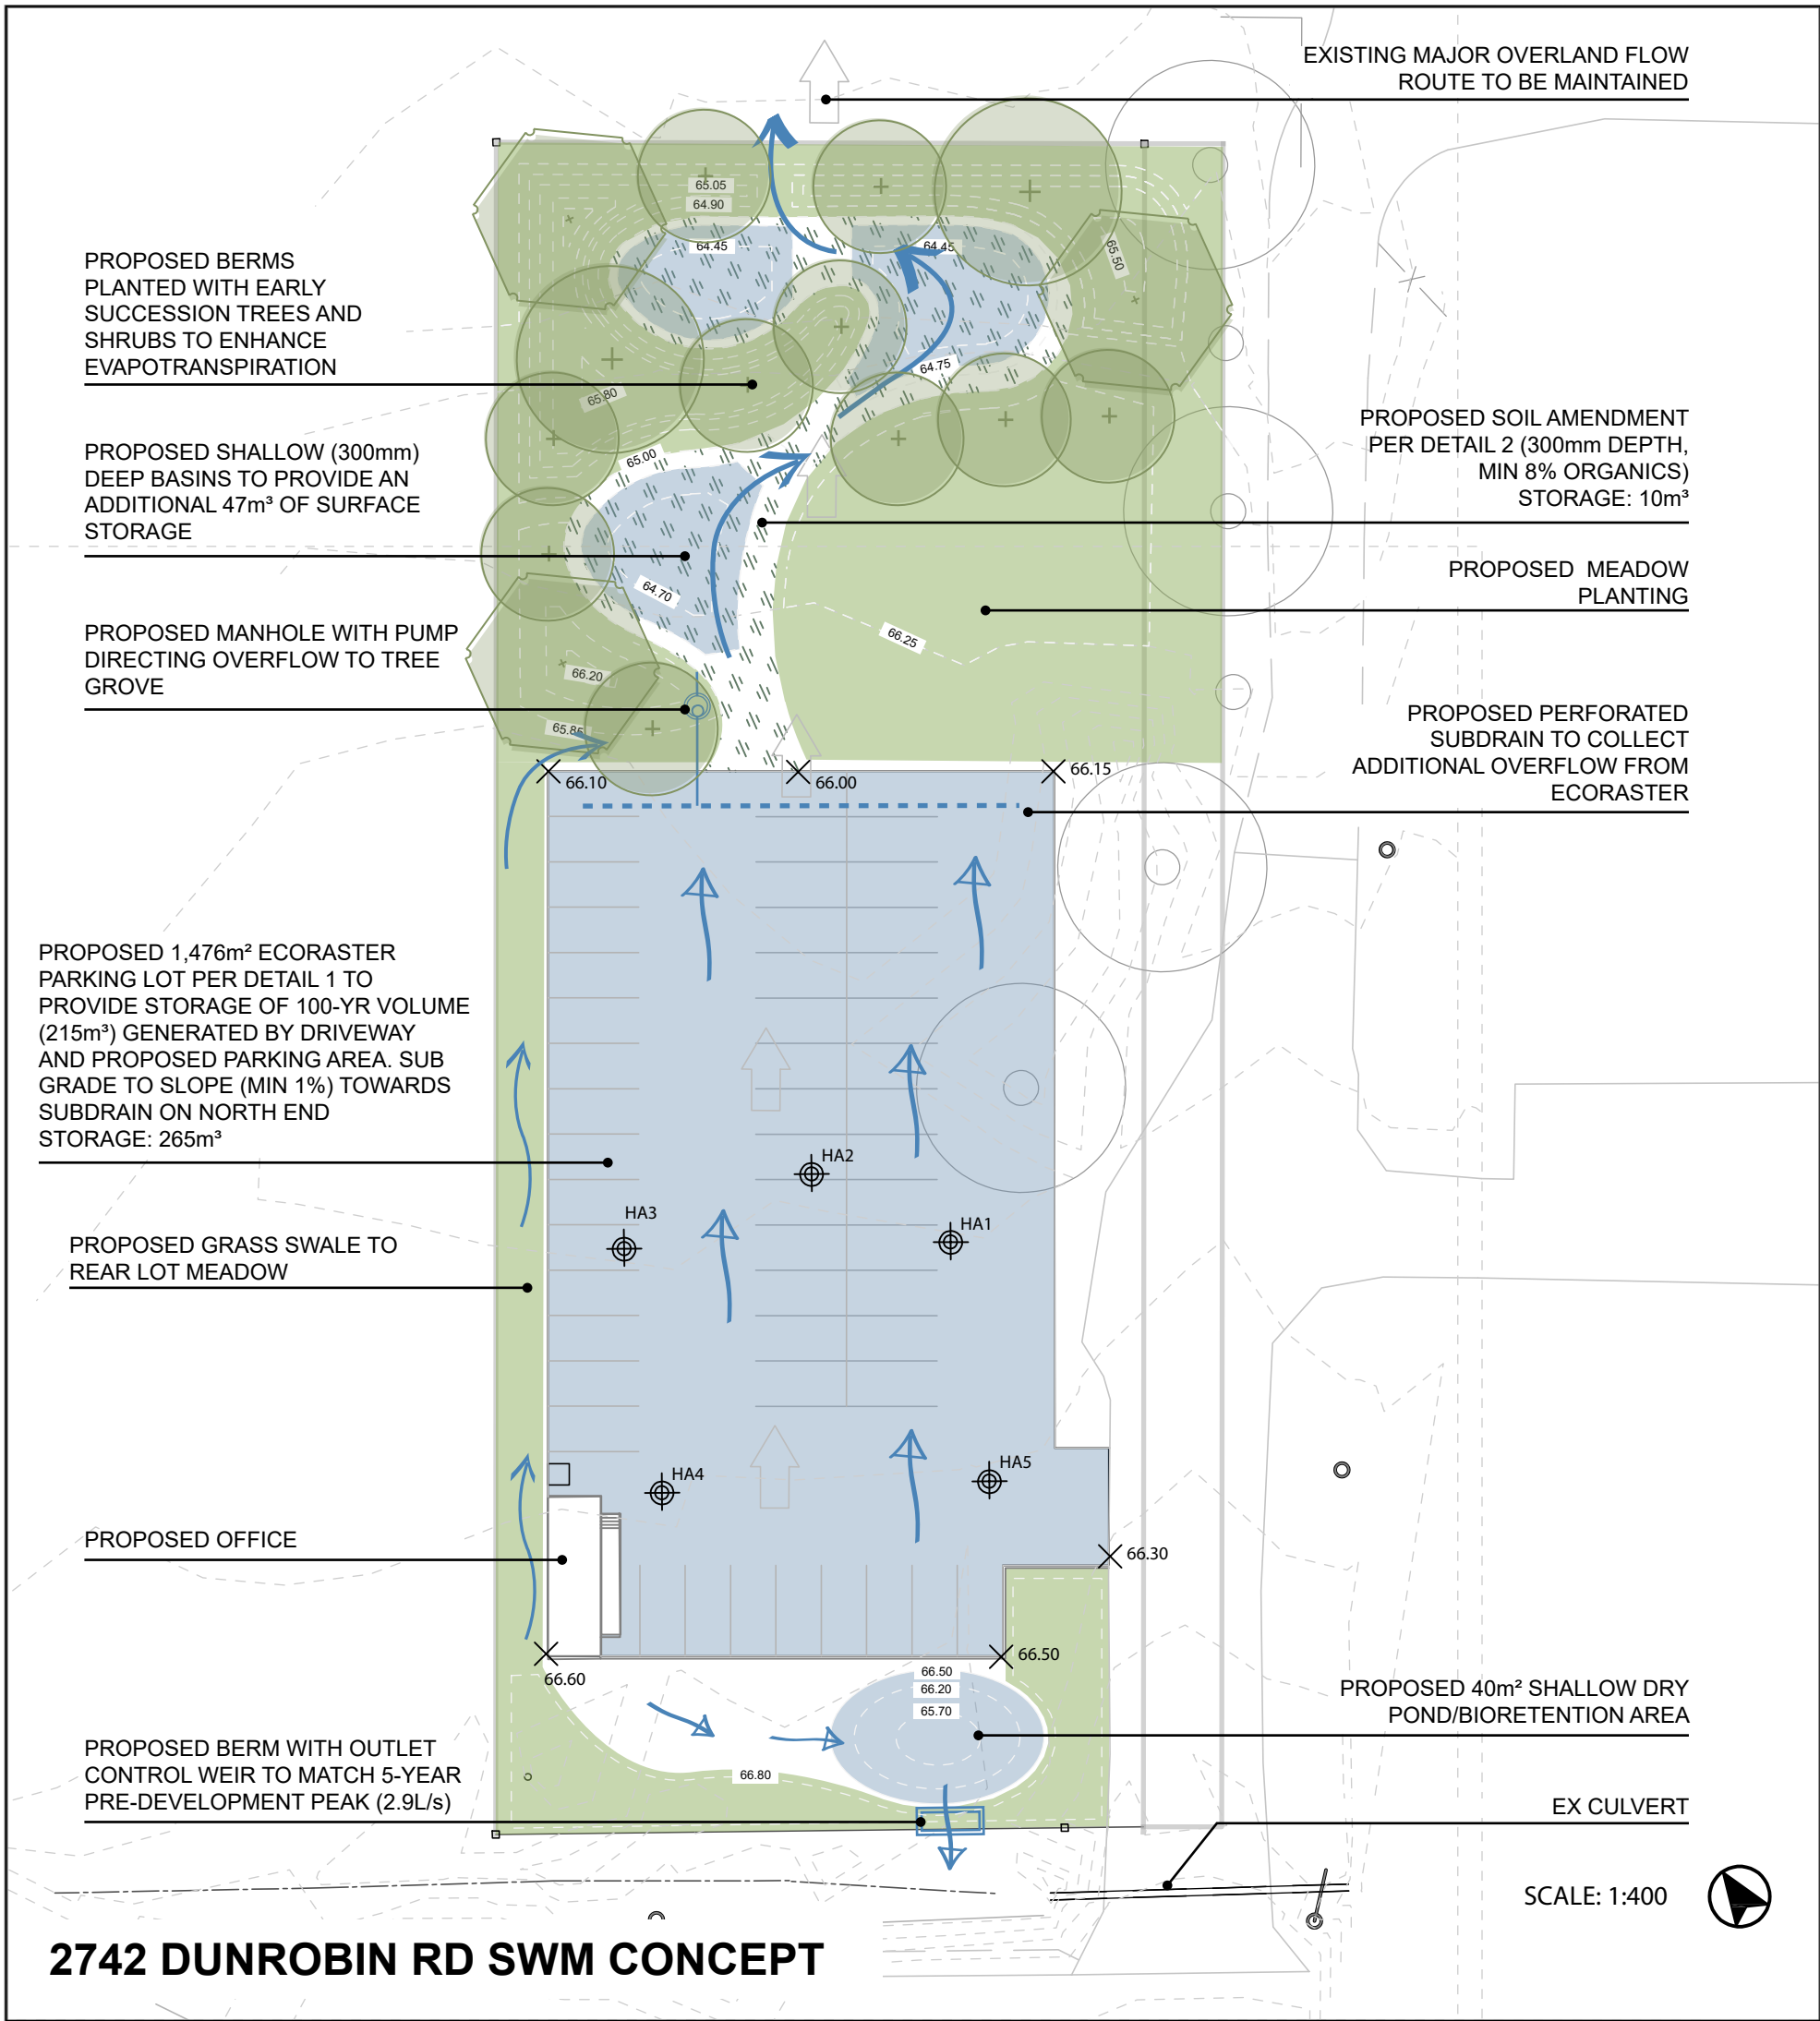 EXISTING MAJOR OVERLAND FLOW
ROUTE TO BE MAINTAINED
65.05
64.90
64.45
64.45
65.50
PROPOSED BERMS
PLANTED WITH EARLY
SUCCESSION TREES AND
SHRUBS TO ENHANCE
EVAPOTRANSPIRATION
64.75
65.80
PROPOSED SOIL AMENDMENT
PER DETAIL 2 (300mm DEPTH,
MIN 8% ORGANICS)
STORAGE: 10m³
PROPOSED SHALLOW (300mm)
DEEP BASINS TO PROVIDE AN
ADDITIONAL 47m³ OF SURFACE
STORAGE
65.00
64.70
PROPOSED MEADOW
PLANTING
66.25
PROPOSED MANHOLE WITH PUMP
DIRECTING OVERFLOW TO TREE
GROVE
66.20
65.85
PROPOSED PERFORATED
SUBDRAIN TO COLLECT
ADDITIONAL OVERFLOW FROM
ECORASTER
66.10
66.00
66.15
PROPOSED 1,476m² ECORASTER
PARKING LOT PER DETAIL 1 TO
PROVIDE STORAGE OF 100-YR VOLUME
(215m³) GENERATED BY DRIVEWAY
AND PROPOSED PARKING AREA. SUB
GRADE TO SLOPE (MIN 1%) TOWARDS
SUBDRAIN ON NORTH END
STORAGE: 265m³
HA2
HA3
HA1
PROPOSED GRASS SWALE TO
REAR LOT MEADOW
HA4
HA5
PROPOSED OFFICE
66.30
66.60
66.50
66.50
66.20
65.70
PROPOSED 40m² SHALLOW DRY
POND/BIORETENTION AREA
PROPOSED BERM WITH OUTLET
CONTROL WEIR TO MATCH 5-YEAR
PRE-DEVELOPMENT PEAK (2.9L/s)
66.80
EX CULVERT
SCALE: 1:400
2742 DUNROBIN RD SWM CONCEPT